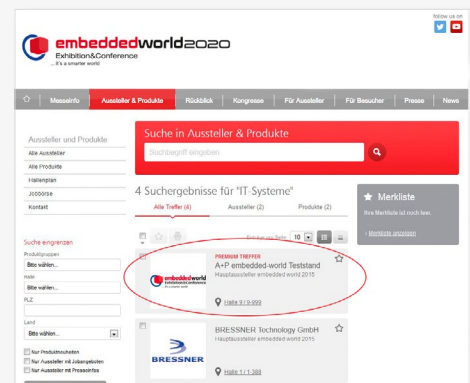 follow us on
embeddedworld2020
Exhibition&Conference
...it's a smarter world
Messeinfo Aussteller & Produkte Rückblick Kongresse Für Aussteller Für Besucher Presse News
Aussteller und Produkte
Alle Aussteller
Alle Produkte
Hallenplan
Jobbörse
Kontakt
Suche in Aussteller & Produkte
Suchbegriff eingeben
4 Suchergebnisse für "IT-Systeme"
Alle Treffer (4) Aussteller (2) Produkte (2)
Merkliste
Ihre Merkliste ist noch leer.
› Merkliste anzeigen
Suche eingrenzen
Produktgruppen
Bitte wählen...
Halle
Bitte wählen...
PLZ
Land
Bitte wählen...
Nur Produktneuheiten
Nur Aussteller mit Jobangeboten
Nur Aussteller mit Presseinfos
Seite 10
PREMIUM TREFFER
A+P embedded-world Teststand
Hauptaussteller embedded world 2015
embeddedworld
Halle 9 / 9-999
BRESSNER Technology GmbH
Hauptaussteller embedded world 2015
BRESSNER
Halle 1 / 1-388